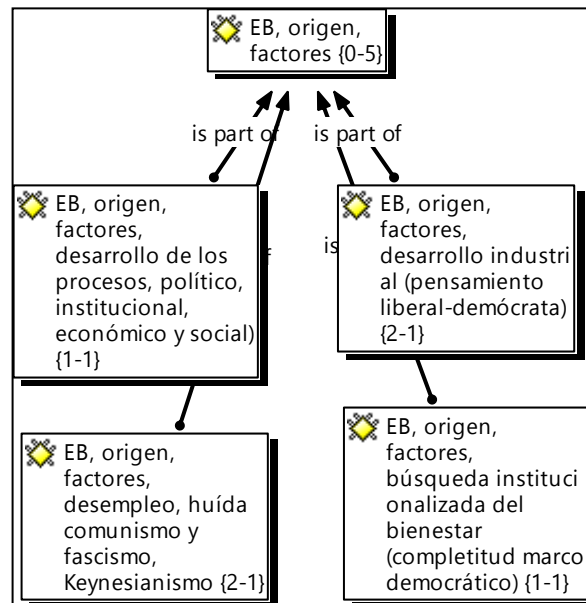 EB, origen,
factores {0-5}
is part of
is part of
EB, origen,
factores,
desarrollo de los
procesos, político,
institucional,
económico y social)
{1-1}
EB, origen,
factores,
desarrollo industri
al (pensamiento
liberal-demócrata)
{2-1}
is
EB, origen,
factores,
desempleo, huída
comunismo y
fascismo,
Keynesianismo {2-1}
EB, origen,
factores,
búsqueda instituci
onalizada del
bienestar
(completitud marco
democrático) {1-1}